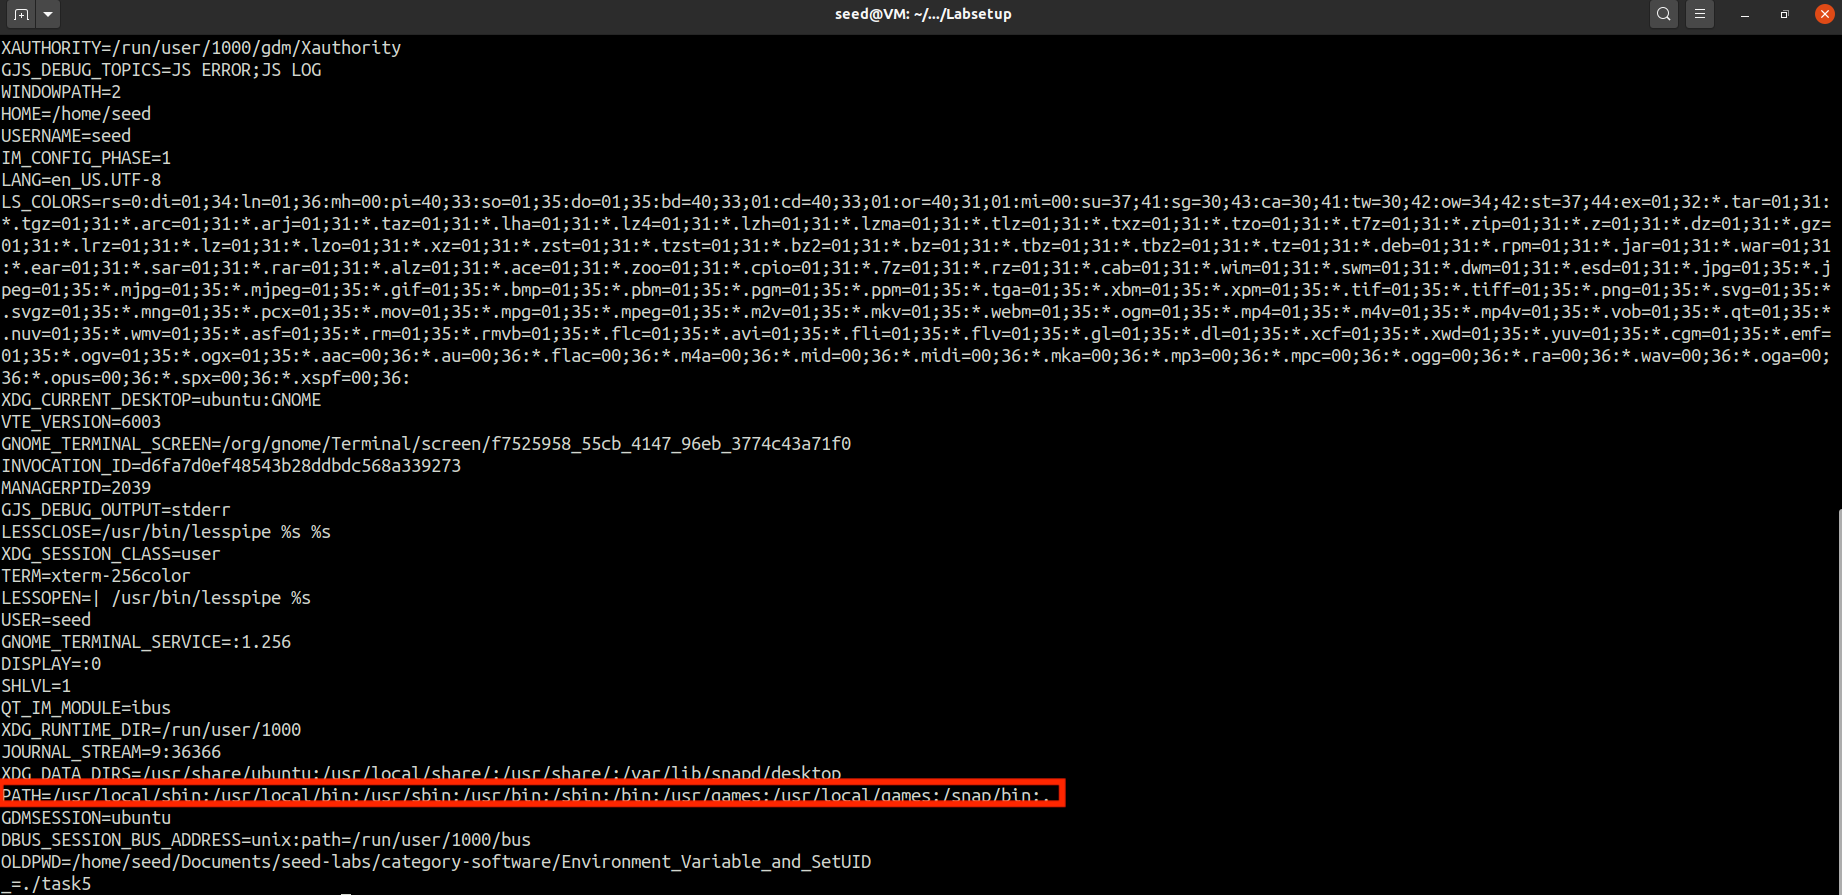 seed@VM: ~/.../Labsetup
XAUTHORITY=/run/user/1000/gdm/Xauthority
GJS_DEBUG_TOPICS=JS ERROR;JS LOG
WINDOWPATH=2
HOME=/home/seed
USERNAME=seed
IM_CONFIG_PHASE=1
LANG=en_US.UTF-8
LS_COLORS=rs=0:di=01;34:ln=01;36:mh=00:pi=40;33:so=01;35:do=01;35:bd=40;33;01:cd=40;33;01:or=40;31;01:mi=00:su=37;41:sg=30;43:ca=30;41:tw=30;42:ow=34;42:st=37;44:ex=01;32:*.tar=01;31:
*.tgz=01;31:*.arc=01;31:*.arj=01;31:*.taz=01;31:*.lha=01;31:*.lz4=01;31:*.lzh=01;31:*.lzma=01;31:*.tlz=01;31:*.txz=01;31:*.tzo=01;31:*.t7z=01;31:*.zip=01;31:*.z=01;31:*.dz=01;31:*.gz=
01;31:*.lrz=01;31:*.lz=01;31:*.lzo=01;31:*.xz=01;31:*.zst=01;31:*.tzst=01;31:*.bz2=01;31:*.bz=01;31:*.tbz=01;31:*.tbz2=01;31:*.tz=01;31:*.deb=01;31:*.rpm=01;31:*.jar=01;31:*.war=01;31
:*.ear=01;31:*.sar=01;31:*.rar=01;31:*.alz=01;31:*.ace=01;31:*.zoo=01;31:*.cpio=01;31:*.7z=01;31:*.rz=01;31:*.cab=01;31:*.wim=01;31:*.swm=01;31:*.dwm=01;31:*.esd=01;31:*.jpg=01;35:*.j
peg=01;35:*.mjpg=01;35:*.mjpeg=01;35:*.gif=01;35:*.bmp=01;35:*.pbm=01;35:*.pgm=01;35:*.ppm=01;35:*.tga=01;35:*.xbm=01;35:*.xpm=01;35:*.tif=01;35:*.tiff=01;35:*.png=01;35:*.svg=01;35:*
.svgz=01;35:*.mng=01;35:*.pcx=01;35:*.mov=01;35:*.mpg=01;35:*.mpeg=01;35:*.m2v=01;35:*.mkv=01;35:*.webm=01;35:*.ogm=01;35:*.mp4=01;35:*.m4v=01;35:*.mp4v=01;35:*.vob=01;35:*.qt=01;35:*
.nuv=01;35:*.wmv=01;35:*.asf=01;35:*.rm=01;35:*.rmvb=01;35:*.flc=01;35:*.avi=01;35:*.fli=01;35:*.flv=01;35:*.gl=01;35:*.dl=01;35:*.xcf=01;35:*.xwd=01;35:*.yuv=01;35:*.cgm=01;35:*.emf=
01;35:*.ogv=01;35:*.ogx=01;35:*.aac=00;36:*.au=00;36:*.flac=00;36:*.m4a=00;36:*.mid=00;36:*.midi=00;36:*.mka=00;36:*.mp3=00;36:*.mpc=00;36:*.ogg=00;36:*.ra=00;36:*.wav=00;36:*.oga=00;
36:*.opus=00;36:*.spx=00;36:*.xspf=00;36:
XDG_CURRENT_DESKTOP=ubuntu:GNOME
VTE_VERSION=6003
GNOME_TERMINAL_SCREEN=/org/gnome/Terminal/screen/f7525958_55cb_4147_96eb_3774c43a71f0
INVOCATION_ID=d6fa7d0ef48543b28ddbdc568a339273
MANAGERPID=2039
GJS_DEBUG_OUTPUT=stderr
LESSCLOSE=/usr/bin/lesspipe %s %s
XDG_SESSION_CLASS=user
TERM=xterm-256color
LESSOPEN=| /usr/bin/lesspipe %s
USER=seed
GNOME_TERMINAL_SERVICE=:1.256
DISPLAY=:0
SHLVL=1
QT_IM_MODULE=ibus
XDG_RUNTIME_DIR=/run/user/1000
JOURNAL_STREAM=9:36366
XDG_DATA_DIRS=/usr/share/ubuntu:/usr/local/share/:/usr/share/:/var/lib/snapd/desktop
PATH=/usr/local/sbin:/usr/local/bin:/usr/sbin:/usr/bin:/sbin:/bin:/usr/games:/usr/local/games:/snap/bin:.
GDMSESSION=ubuntu
DBUS_SESSION_BUS_ADDRESS=unix:path=/run/user/1000/bus
OLDPWD=/home/seed/Documents/seed-labs/category-software/Environment_Variable_and_SetUID
_=./task5